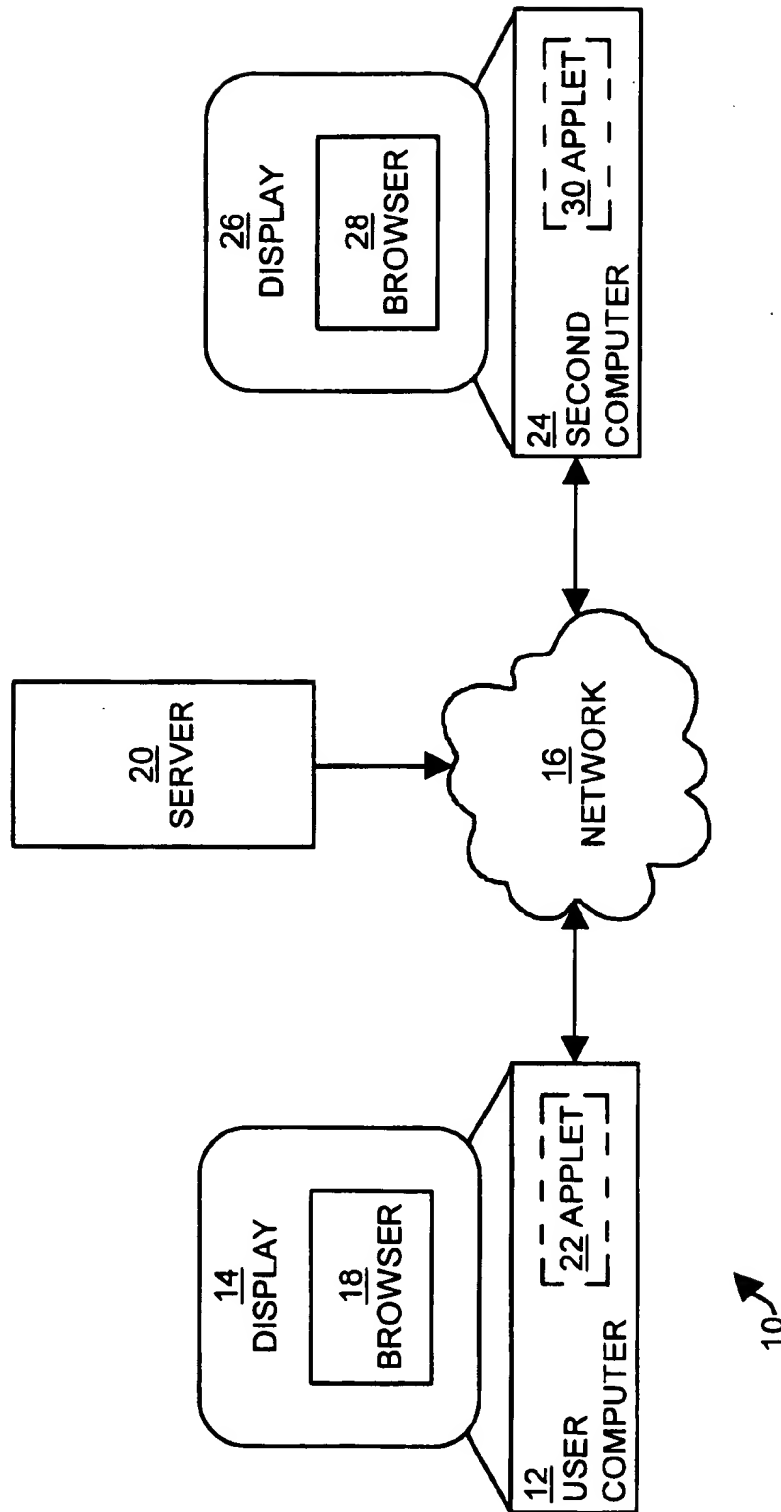 20
SERVER
14
DISPLAY
18
BROWSER
12
USER
COMPUTER
22 APPLET
16
NETWORK
26
DISPLAY
28
BROWSER
24
SECOND
COMPUTER
30 APPLET
10